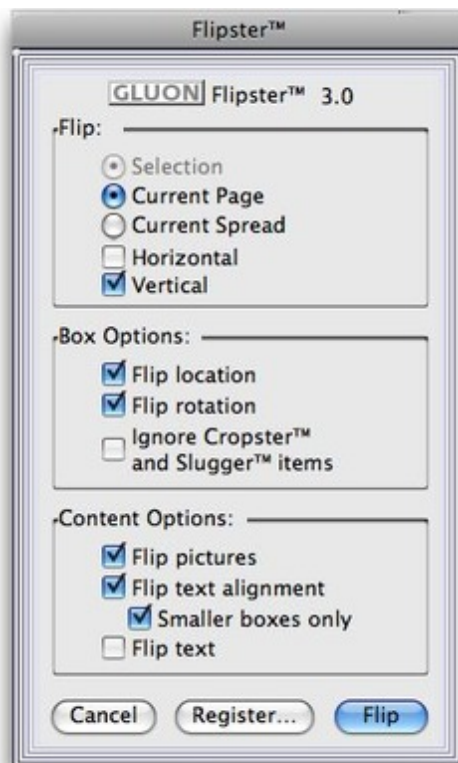 Flipster™
GLUON Flipster™ 3.0
Flip:
Selection
Current Page
Current Spread
Horizontal
Vertical
Box Options:
Flip location
Flip rotation
Ignore Cropster™
and Slugger™ items
Content Options:
Flip pictures
Flip text alignment
Smaller boxes only
Flip text
Cancel Register... Flip